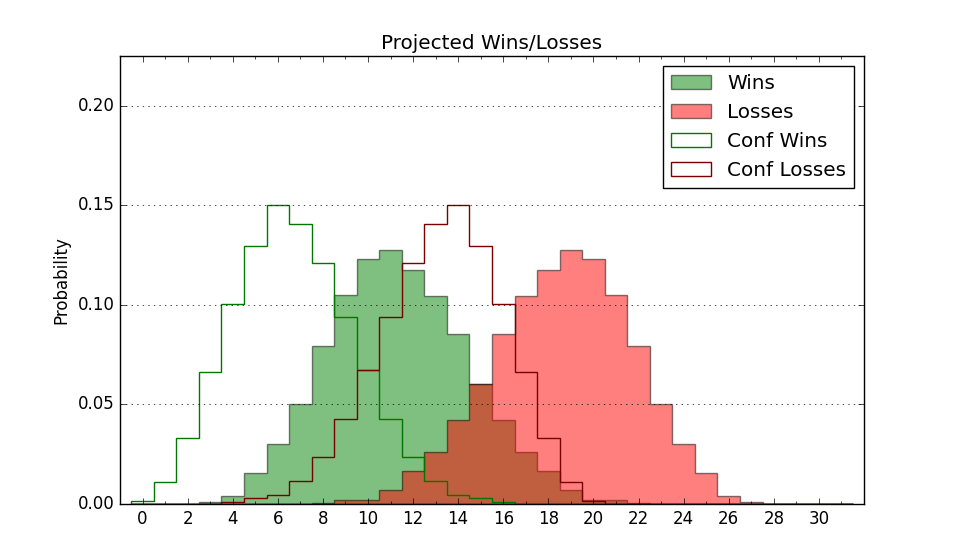 Projected Wins/Losses
Wins
Losses
Conf Wins
Conf Losses
Probability
0.20
0.15
0.10
0.05
0.00
0 2 4 6 8 10 12 14 16 18 20 22 24 26 28 30